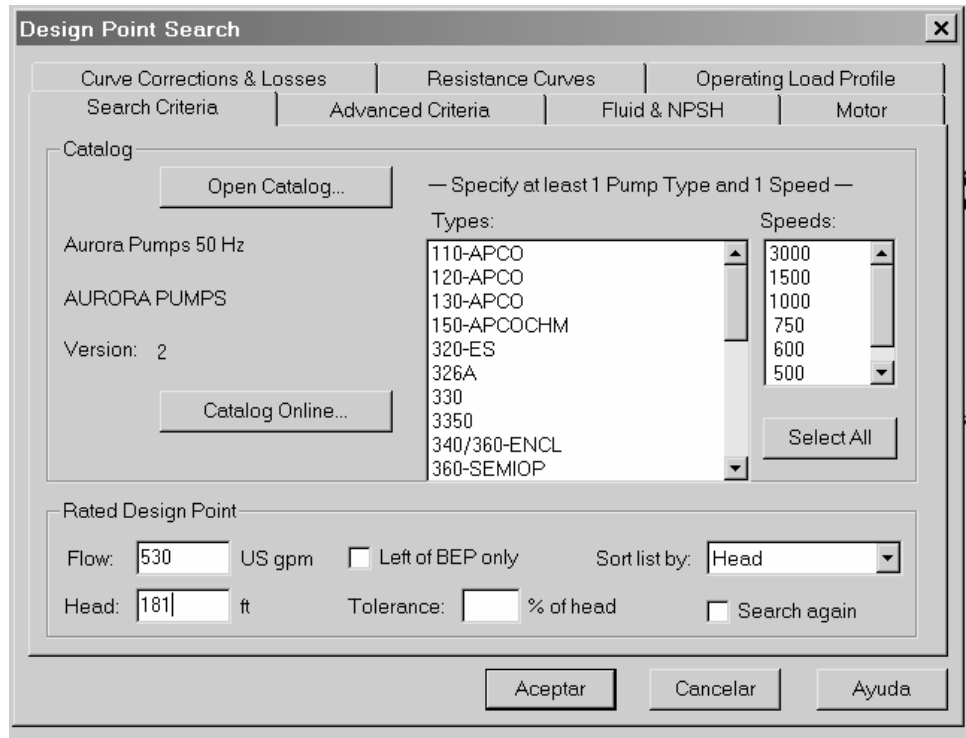 Design Point Search
Curve Corrections & Losses
Resistance Curves
Operating Load Profile
Search Criteria
Advanced Criteria
Fluid & NPSH
Motor
Catalog
Open Catalog...
Aurora Pumps 50 Hz
AURORA PUMPS
Version: 2
Catalog Online...
— Specify at least 1 Pump Type and 1 Speed —
Types:
110-APCO
120-APCO
130-APCO
150-APCOCHM
320-ES
326A
330
3350
340/360-ENCL
360-SEMIOP
Speeds:
3000
1500
1000
750
600
500
Select All
Rated Design Point
Flow: 530 US gpm
Left of BEP only
Sort list by: Head
Head: 181 ft
Tolerance: % of head
Search again
Aceptar
Cancelar
Ayuda